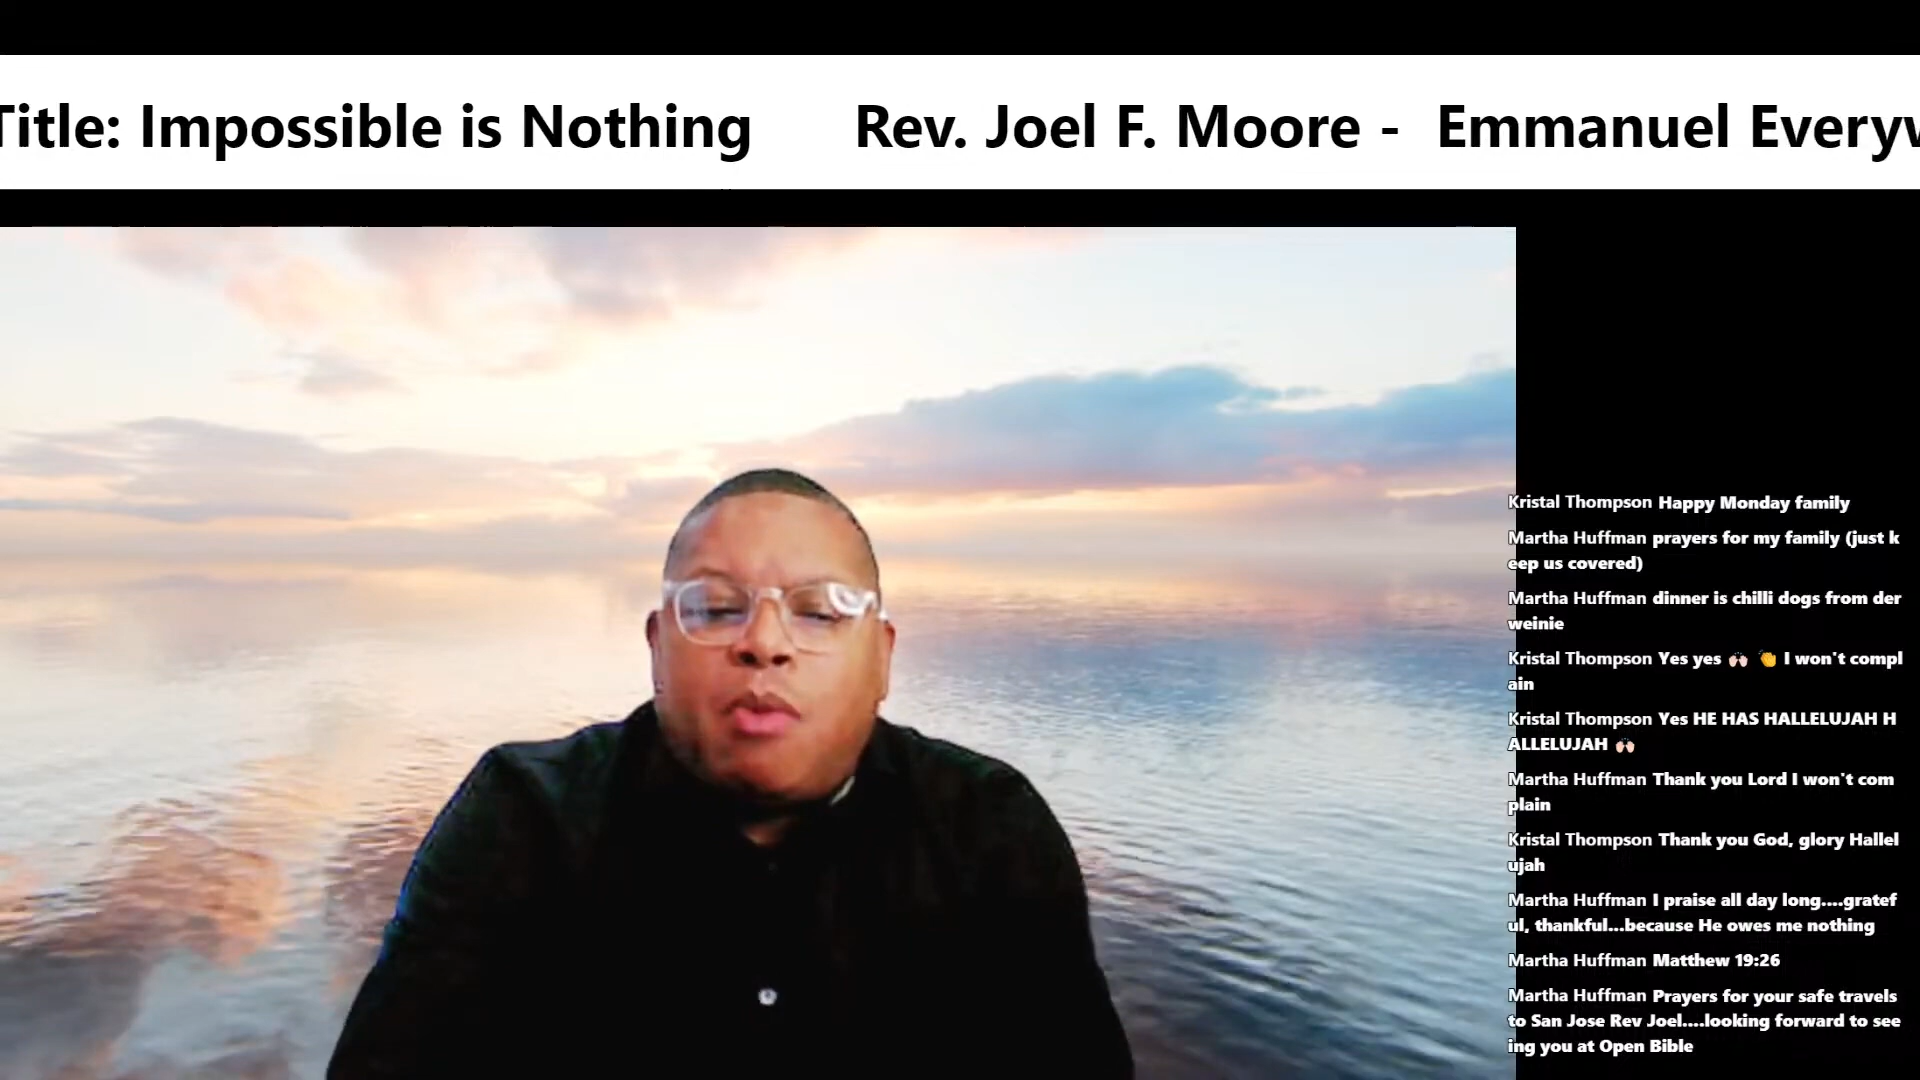 Title: Impossible is Nothing Rev. Joel F. Moore - Emmanuel Everyw
Kristal Thompson Happy Monday family
Martha Huffman prayers for my family (just k
eep us covered)
Martha Huffman dinner is chilli dogs from der
weinie
Kristal Thompson Yes yes 🙌🏻 👏 I won't compl
ain
Kristal Thompson Yes HE HAS HALLELUJAH H
ALLELUJAH 🙌🏻
Martha Huffman Thank you Lord I won't com
plain
Kristal Thompson Thank you God, glory Hallel
ujah
Martha Huffman I praise all day long....gratef
ul, thankful...because He owes me nothing
Martha Huffman Matthew 19:26
Martha Huffman Prayers for your safe travels
to San Jose Rev Joel....looking forward to see
ing you at Open Bible